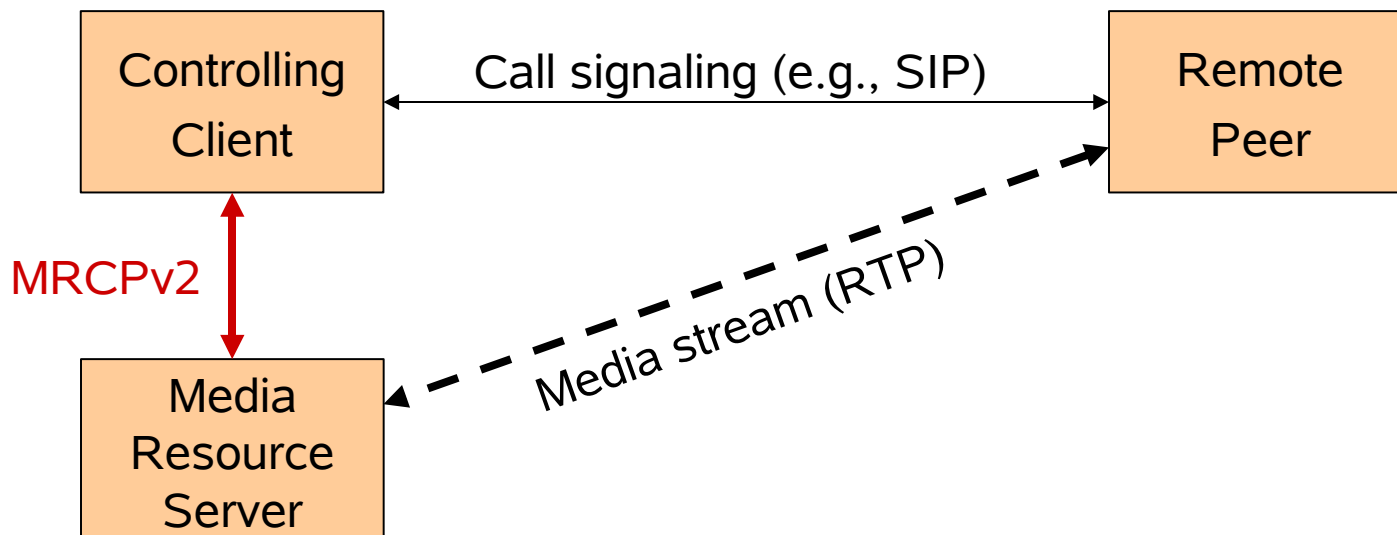 Controlling
Client
Call signaling (e.g., SIP)
Remote
Peer
MRCPv2
Media stream (RTP)
Media
Resource
Server